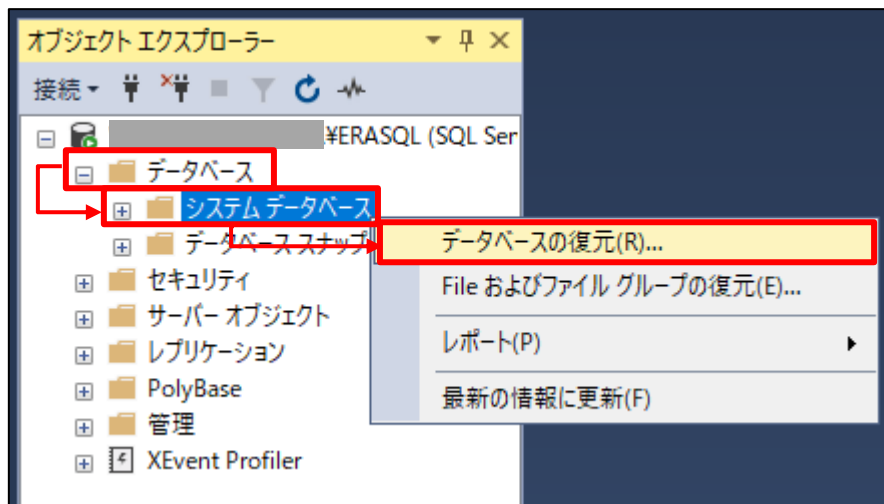 オブジェクト エクスプローラー
接続
¥ERASQL (SQL Ser
データベース
システム データベース
データベース スナップ
データベースの復元(R)...
File およびファイル グループの復元(E)...
レポート(P)
最新の情報に更新(F)
セキュリティ
サーバー オブジェクト
レプリケーション
PolyBase
管理
XEvent Profiler